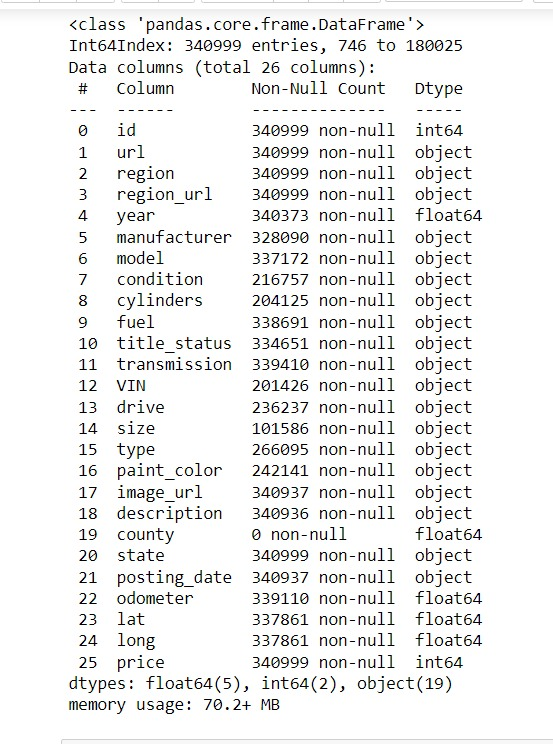 <class 'pandas.core.frame.DataFrame'>
Int64Index: 340999 entries, 746 to 180025
Data columns (total 26 columns):
 #   Column        Non-Null Count   Dtype
---  ------        --------------   -----
 0   id            340999 non-null  int64
 1   url           340999 non-null  object
 2   region        340999 non-null  object
 3   region_url    340999 non-null  object
 4   year          340373 non-null  float64
 5   manufacturer  328090 non-null  object
 6   model         337172 non-null  object
 7   condition     216757 non-null  object
 8   cylinders     204125 non-null  object
 9   fuel          338691 non-null  object
 10  title_status  334651 non-null  object
 11  transmission  339410 non-null  object
 12  VIN           201426 non-null  object
 13  drive         236237 non-null  object
 14  size          101586 non-null  object
 15  type          266095 non-null  object
 16  paint_color   242141 non-null  object
 17  image_url     340937 non-null  object
 18  description   340936 non-null  object
 19  county        0 non-null       float64
 20  state         340999 non-null  object
 21  posting_date  340937 non-null  object
 22  odometer      339110 non-null  float64
 23  lat           337861 non-null  float64
 24  long          337861 non-null  float64
 25  price         340999 non-null  int64
dtypes: float64(5), int64(2), object(19)
memory usage: 70.2+ MB